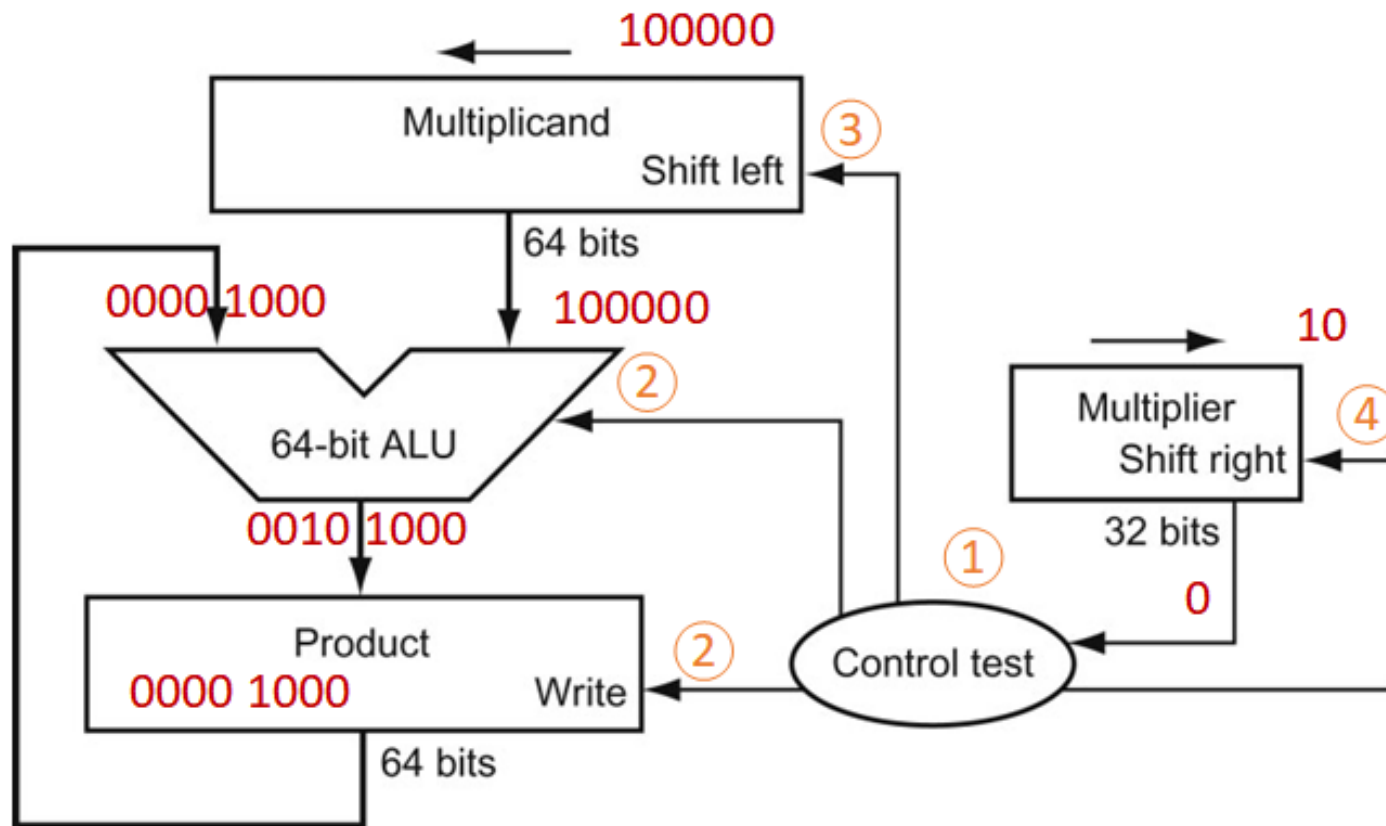 100000
Multiplicand
③
Shift left
64 bits
0000 1000
100000
10
②
Multiplier
④
64-bit ALU
Shift right
0010 1000
32 bits
①
0
Product
②
Control test
0000 1000
Write
64 bits